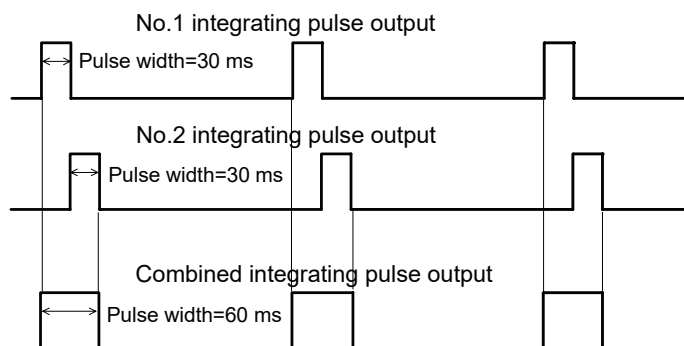 No.1 integrating pulse output
Pulse width=30 ms
No.2 integrating pulse output
Pulse width=30 ms
Combined integrating pulse output
Pulse width=60 ms